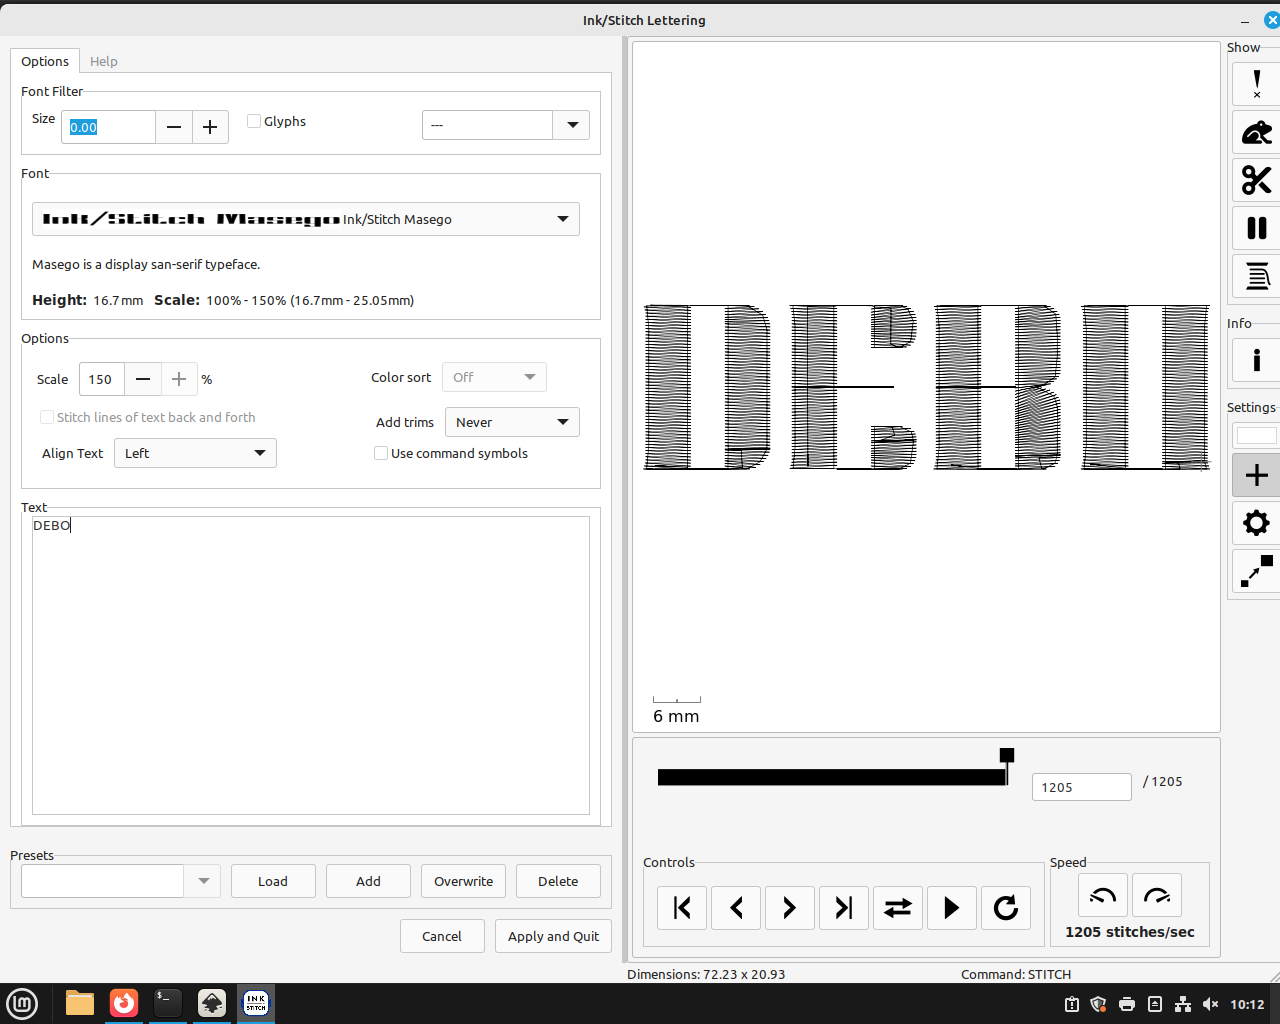 Ink/Stitch Lettering
Options
Help
Font Filter
Size
0.00
Glyphs
---
Font
Ink/Stitch Masego Ink/Stitch Masego
Masego is a display san-serif typeface.
Height: 16.7mm Scale: 100% - 150% (16.7mm - 25.05mm)
Options
Scale 150 %
Color sort Off
Stitch lines of text back and forth
Add trims Never
Align Text Left
Use command symbols
Text
DEBO
Presets
Load
Add
Overwrite
Delete
Cancel
Apply and Quit
DEBO
6 mm
1205 / 1205
Controls
Speed
1205 stitches/sec
Dimensions: 72.23 x 20.93
Command: STITCH
Show
Info
Settings
INK
STITCH
10:12